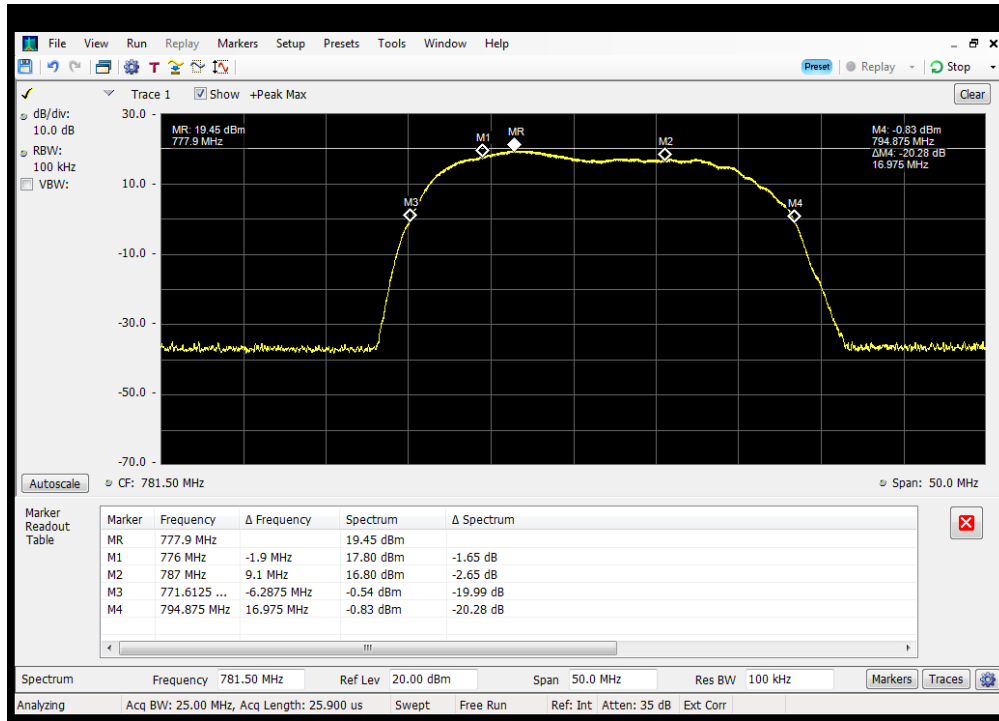 File View Run Replay Markers Setup Presets Tools Window Help
Preset Replay Stop
Trace 1 Show +Peak Max Clear
dB/div:
10.0 dB
RBW:
100 kHz
VBW:
30.0
10.0
-10.0
-30.0
-50.0
-70.0
MR: 19.45 dBm
777.9 MHz
M1
MR
M2
M3
M4
M4: -0.83 dBm
794.875 MHz
ΔM4: -20.28 dB
16.975 MHz
Autoscale CF: 781.50 MHz Span: 50.0 MHz
Marker
Readout
Table
Marker Frequency Δ Frequency Spectrum Δ Spectrum
MR 777.9 MHz 19.45 dBm
M1 776 MHz -1.9 MHz 17.80 dBm -1.65 dB
M2 787 MHz 9.1 MHz 16.80 dBm -2.65 dB
M3 771.6125 ... -6.2875 MHz -0.54 dBm -19.99 dB
M4 794.875 MHz 16.975 MHz -0.83 dBm -20.28 dB
Spectrum Frequency 781.50 MHz Ref Lev 20.00 dBm Span 50.0 MHz Res BW 100 kHz Markers Traces
Analyzing Acq BW: 25.00 MHz, Acq Length: 25.900 us Swept Free Run Ref: Int Atten: 35 dB Ext Corr